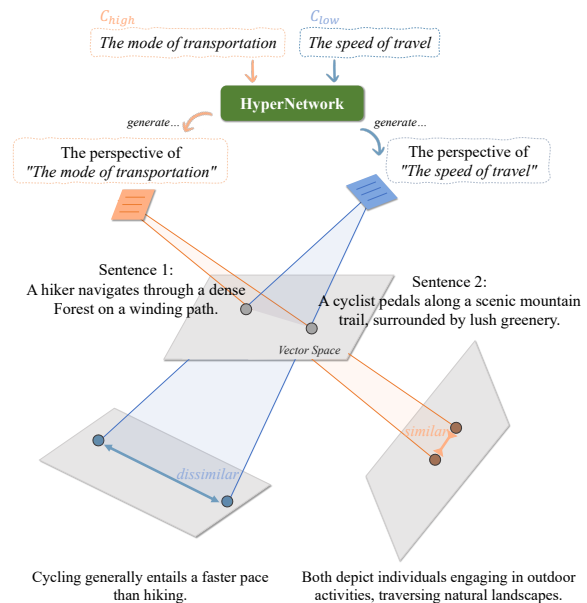 C_high
C_low
The mode of transportation
The speed of travel
HyperNetwork
generate...
generate...
The perspective of
"The mode of transportation"
The perspective of
"The speed of travel"
Sentence 1:
A hiker navigates through a dense
Forest on a winding path.
Sentence 2:
A cyclist pedals along a scenic mountain
trail, surrounded by lush greenery.
Vector Space
similar
dissimilar
Cycling generally entails a faster pace
than hiking.
Both depict individuals engaging in outdoor
activities, traversing natural landscapes.